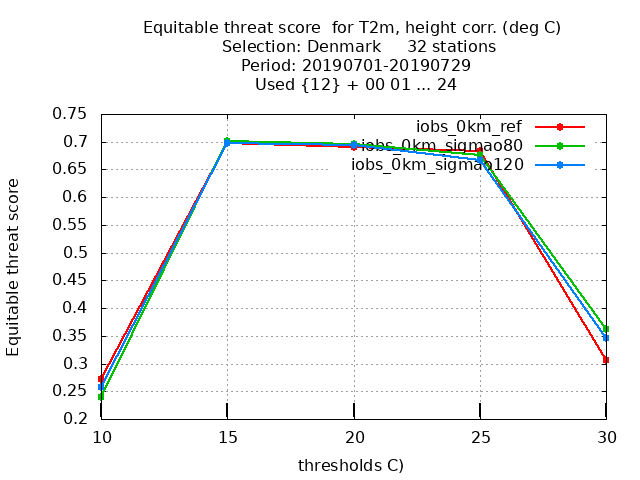 Equitable threat score  for T2m, height corr. (deg C)
Selection: Denmark     32 stations
Period: 20190701-20190729
Used {12} + 00 01 ... 24
iobs_0km_ref
iobs_0km_sigmao80
iobs_0km_sigmao120
Equitable threat score
0.75
0.7
0.65
0.6
0.55
0.5
0.45
0.4
0.35
0.3
0.25
0.2
10 15 20 25 30
thresholds C)